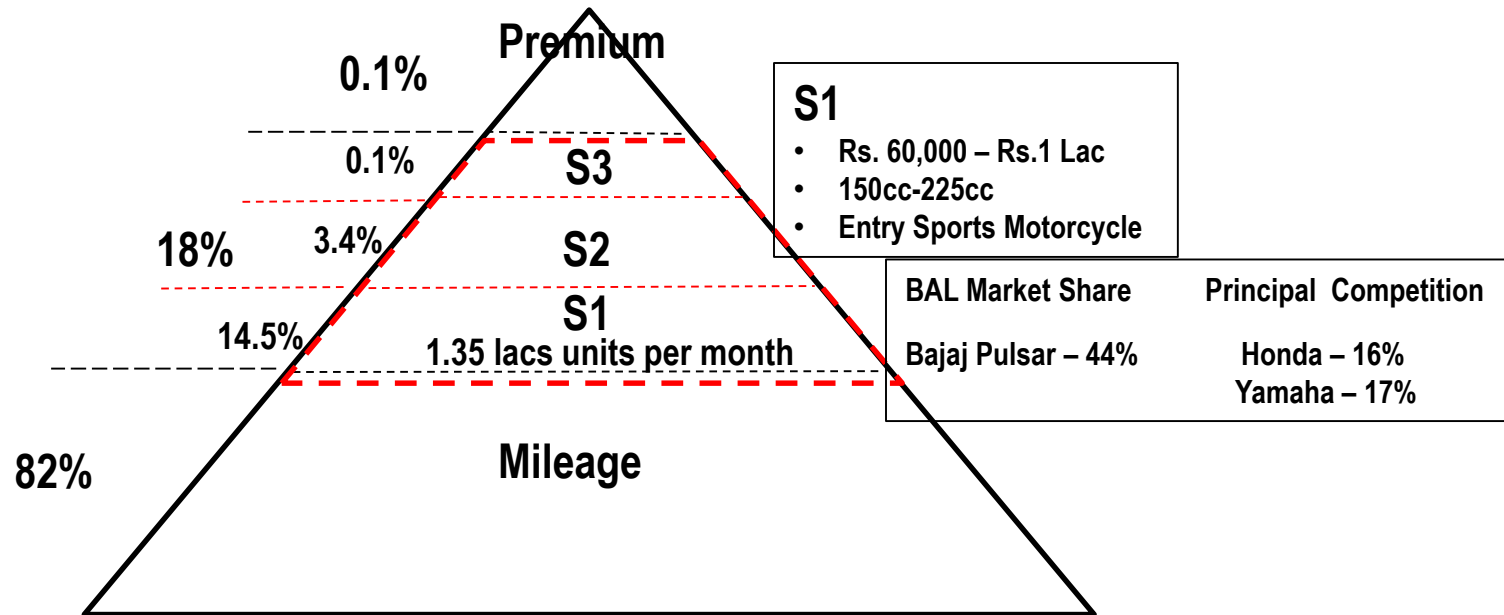 Premium
0.1%
0.1%
S3
18%
3.4%
S2
14.5%
S1
1.35 lacs units per month
82%
Mileage
S1
• Rs. 60,000 – Rs.1 Lac
• 150cc-225cc
• Entry Sports Motorcycle
BAL Market Share Principal Competition
Bajaj Pulsar – 44% Honda – 16%
Yamaha – 17%